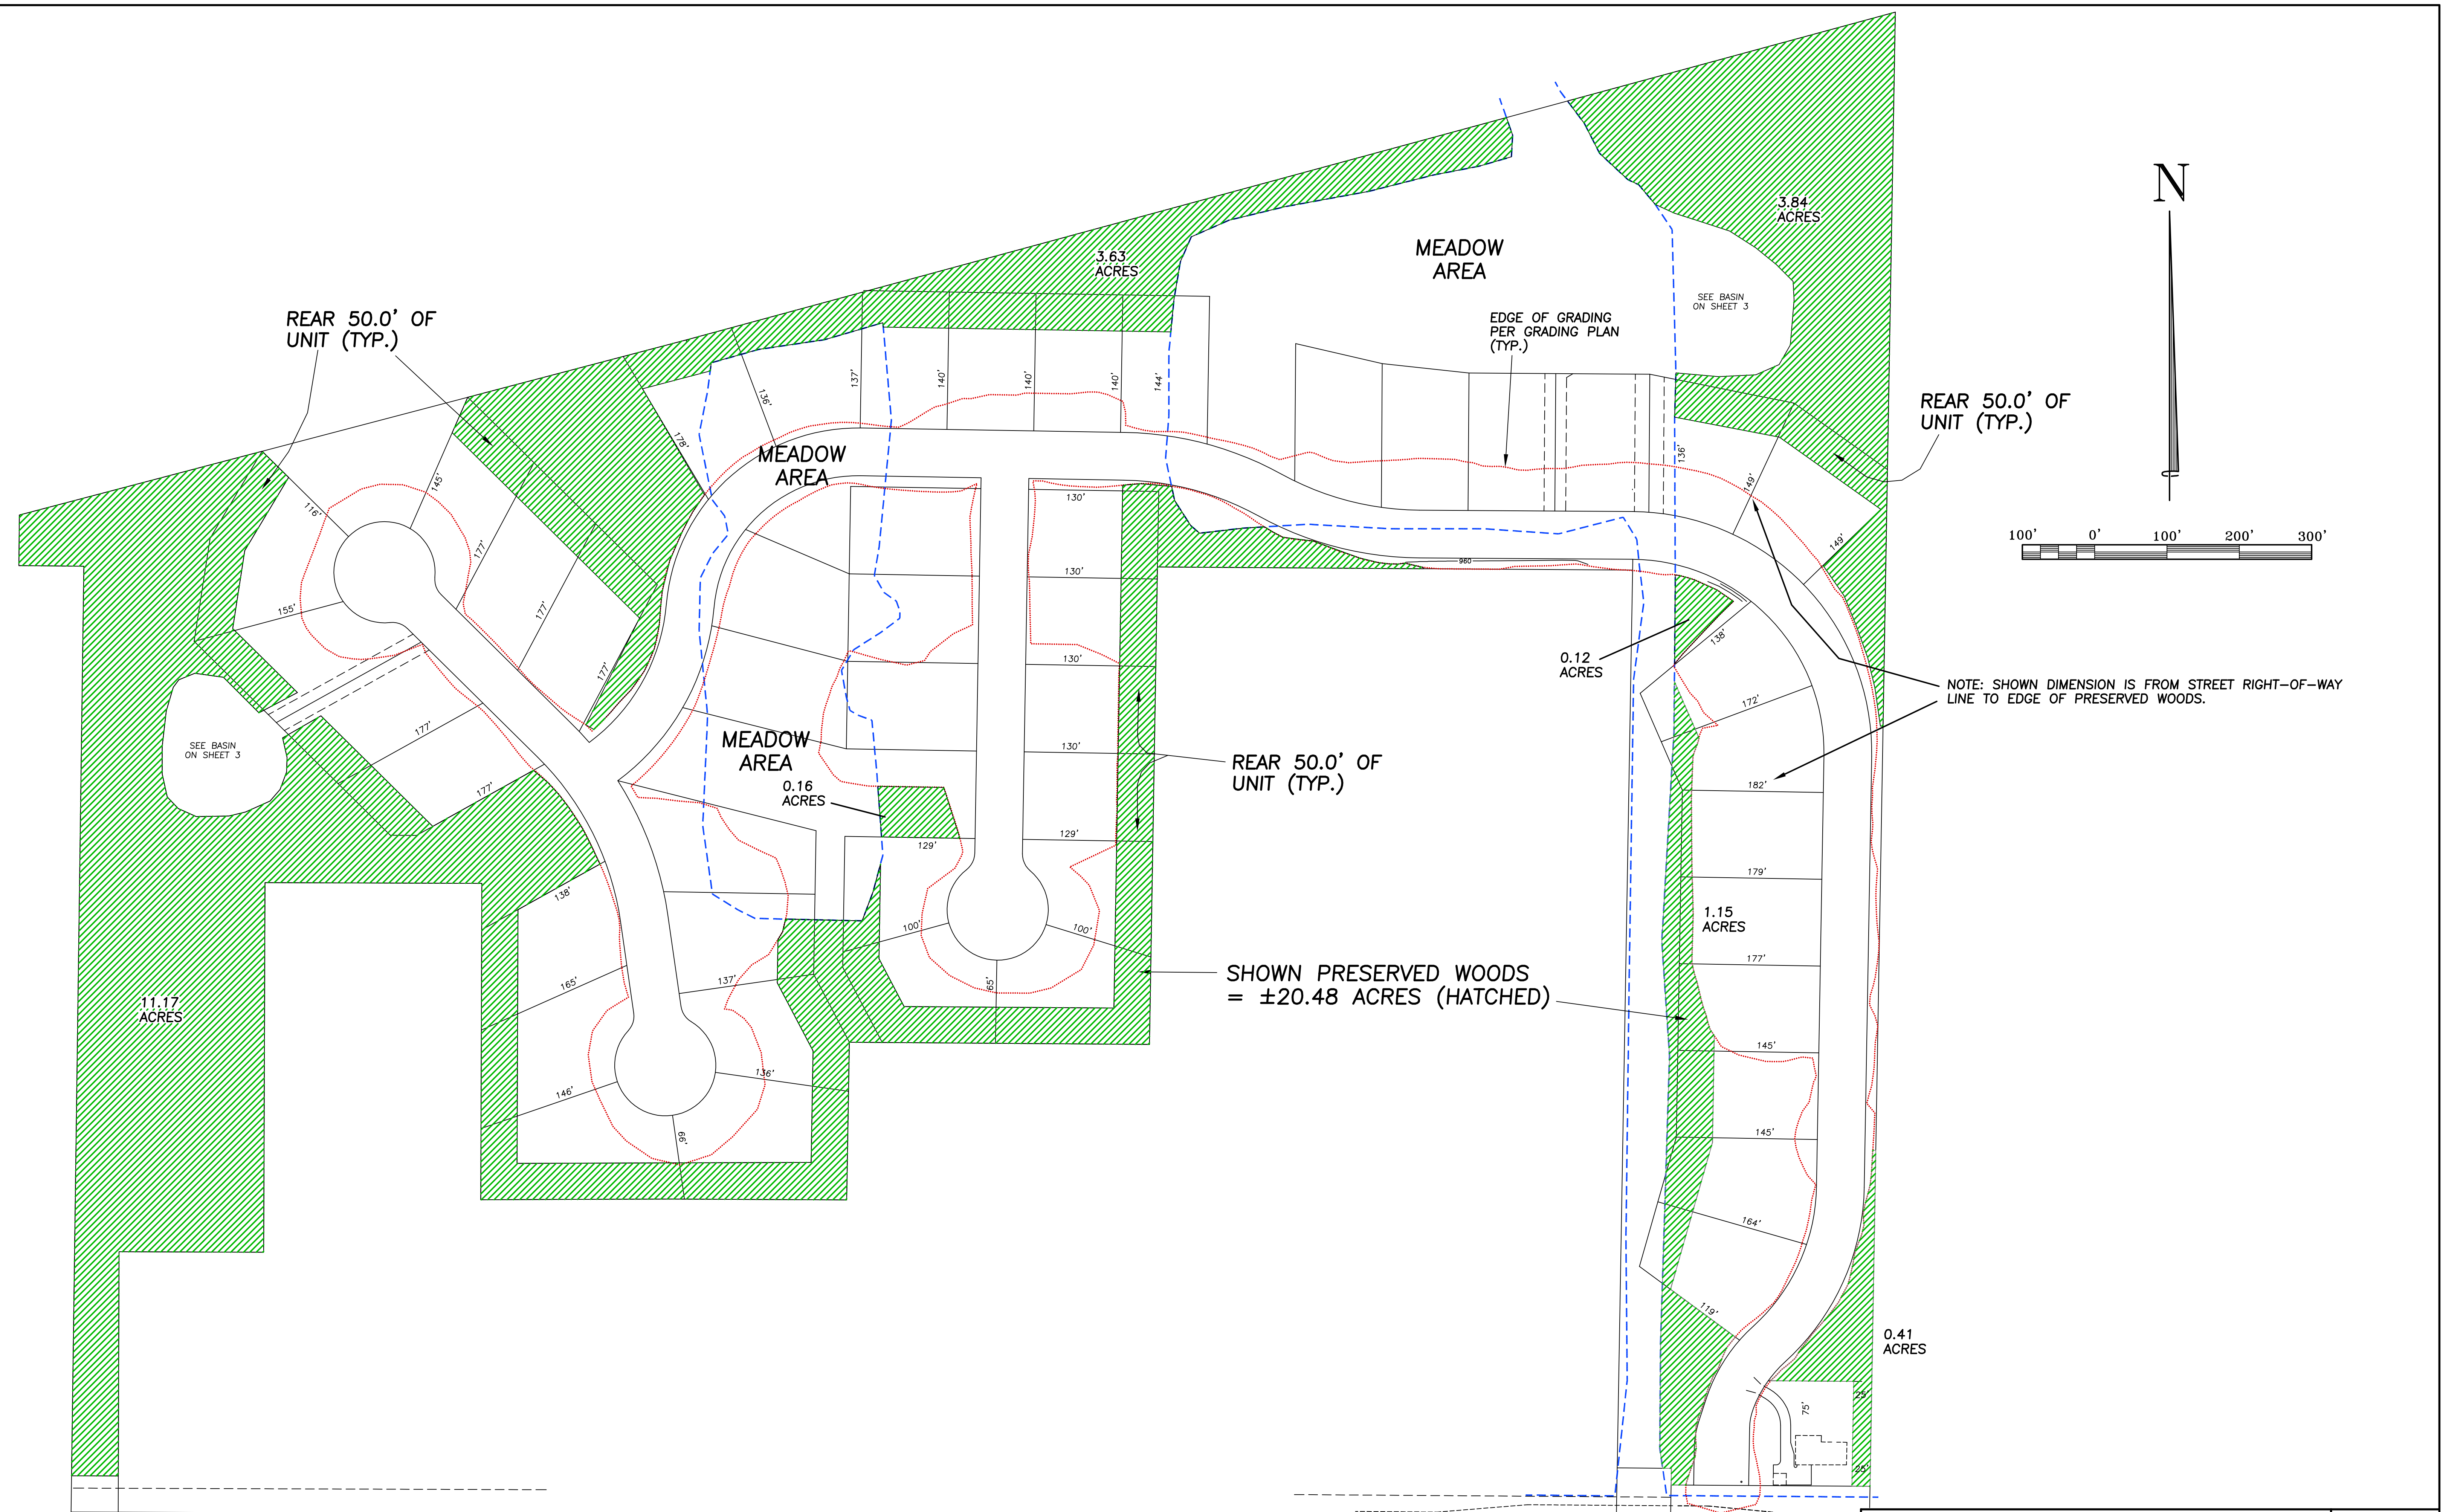 N
100' 0' 100' 200' 300'
3.84
ACRES
MEADOW
AREA
3.63
ACRES
SEE BASIN
ON SHEET 3
REAR 50.0' OF
UNIT (TYP.)
EDGE OF GRADING
PER GRADING PLAN
(TYP.)
REAR 50.0' OF
UNIT (TYP.)
137'
140'
140'
140'
144'
136'
178'
136'
149'
149'
MEADOW
AREA
145'
116'
177'
177'
177'
155'
177'
177'
130'
130'
130'
130'
129'
129'
960
138'
0.12
ACRES
172'
NOTE: SHOWN DIMENSION IS FROM STREET RIGHT-OF-WAY
LINE TO EDGE OF PRESERVED WOODS.
SEE BASIN
ON SHEET 3
MEADOW
AREA
0.16
ACRES
REAR 50.0' OF
UNIT (TYP.)
182'
179'
1.15
ACRES
177'
138'
165'
137'
100'
100'
65'
SHOWN PRESERVED WOODS
= ±20.48 ACRES (HATCHED)
11.17
ACRES
145'
146'
136'
66'
145'
164'
119'
0.41
ACRES
25'
75'
25'